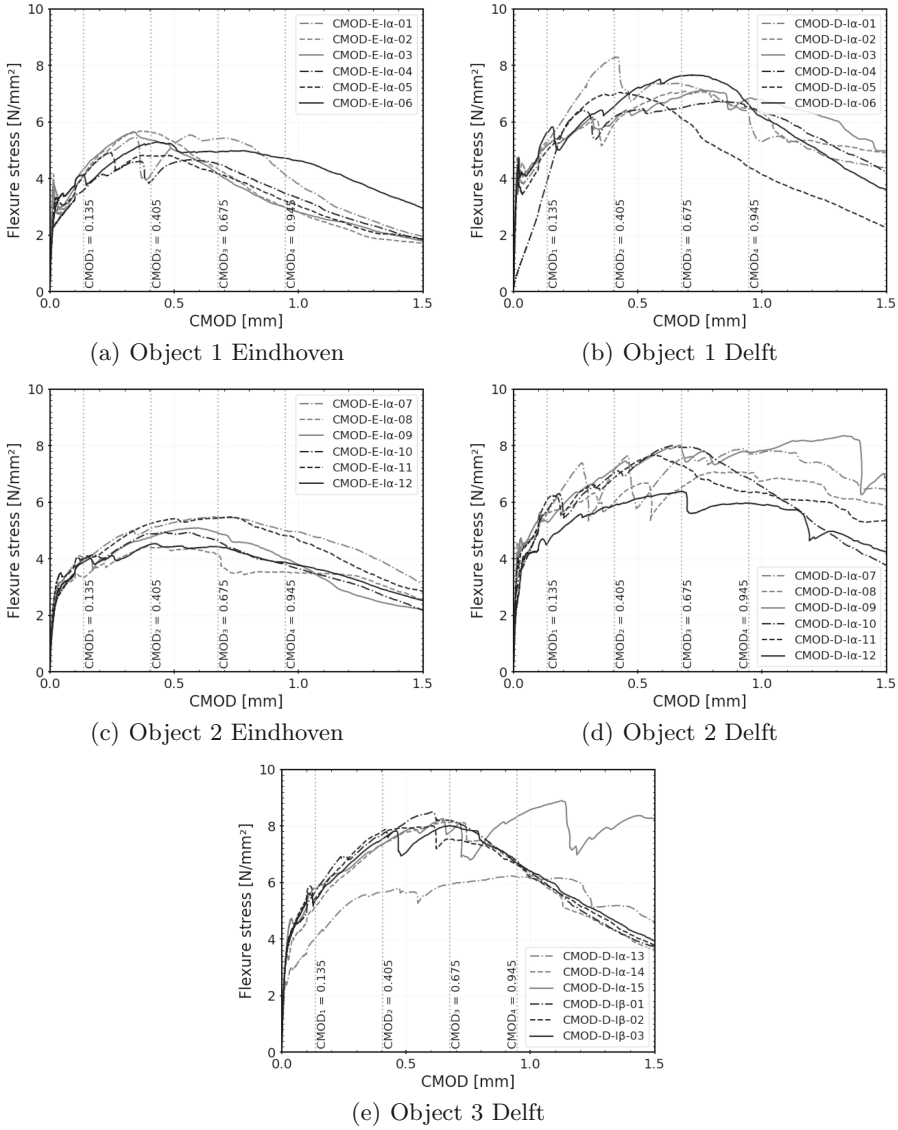 10
8
6
4
2
0
Flexure stress [N/mm²]
CMOD-E-Iα-01
CMOD-E-Iα-02
CMOD-E-Iα-03
CMOD-E-Iα-04
CMOD-E-Iα-05
CMOD-E-Iα-06
CMOD₁ = 0.135
CMOD₂ = 0.405
CMOD₃ = 0.675
CMOD₄ = 0.945
0.0 0.5 1.0 1.5
CMOD [mm]
(a) Object 1 Eindhoven
10
8
6
4
2
0
Flexure stress [N/mm²]
CMOD-D-Iα-01
CMOD-D-Iα-02
CMOD-D-Iα-03
CMOD-D-Iα-04
CMOD-D-Iα-05
CMOD-D-Iα-06
CMOD₁ = 0.135
CMOD₂ = 0.405
CMOD₃ = 0.675
CMOD₄ = 0.945
0.0 0.5 1.0 1.5
CMOD [mm]
(b) Object 1 Delft
10
8
6
4
2
0
Flexure stress [N/mm²]
CMOD-E-Iα-07
CMOD-E-Iα-08
CMOD-E-Iα-09
CMOD-E-Iα-10
CMOD-E-Iα-11
CMOD-E-Iα-12
CMOD₁ = 0.135
CMOD₂ = 0.405
CMOD₃ = 0.675
CMOD₄ = 0.945
0.0 0.5 1.0 1.5
CMOD [mm]
(c) Object 2 Eindhoven
10
8
6
4
2
0
Flexure stress [N/mm²]
CMOD₁ = 0.135
CMOD₂ = 0.405
CMOD₃ = 0.675
CMOD₄ = 0.945
CMOD-D-Iα-07
CMOD-D-Iα-08
CMOD-D-Iα-09
CMOD-D-Iα-10
CMOD-D-Iα-11
CMOD-D-Iα-12
0.0 0.5 1.0 1.5
CMOD [mm]
(d) Object 2 Delft
10
8
6
4
2
0
Flexure stress [N/mm²]
CMOD₁ = 0.135
CMOD₂ = 0.405
CMOD₃ = 0.675
CMOD₄ = 0.945
CMOD-D-Iα-13
CMOD-D-Iα-14
CMOD-D-Iα-15
CMOD-D-Iβ-01
CMOD-D-Iβ-02
CMOD-D-Iβ-03
0.0 0.5 1.0 1.5
CMOD [mm]
(e) Object 3 Delft